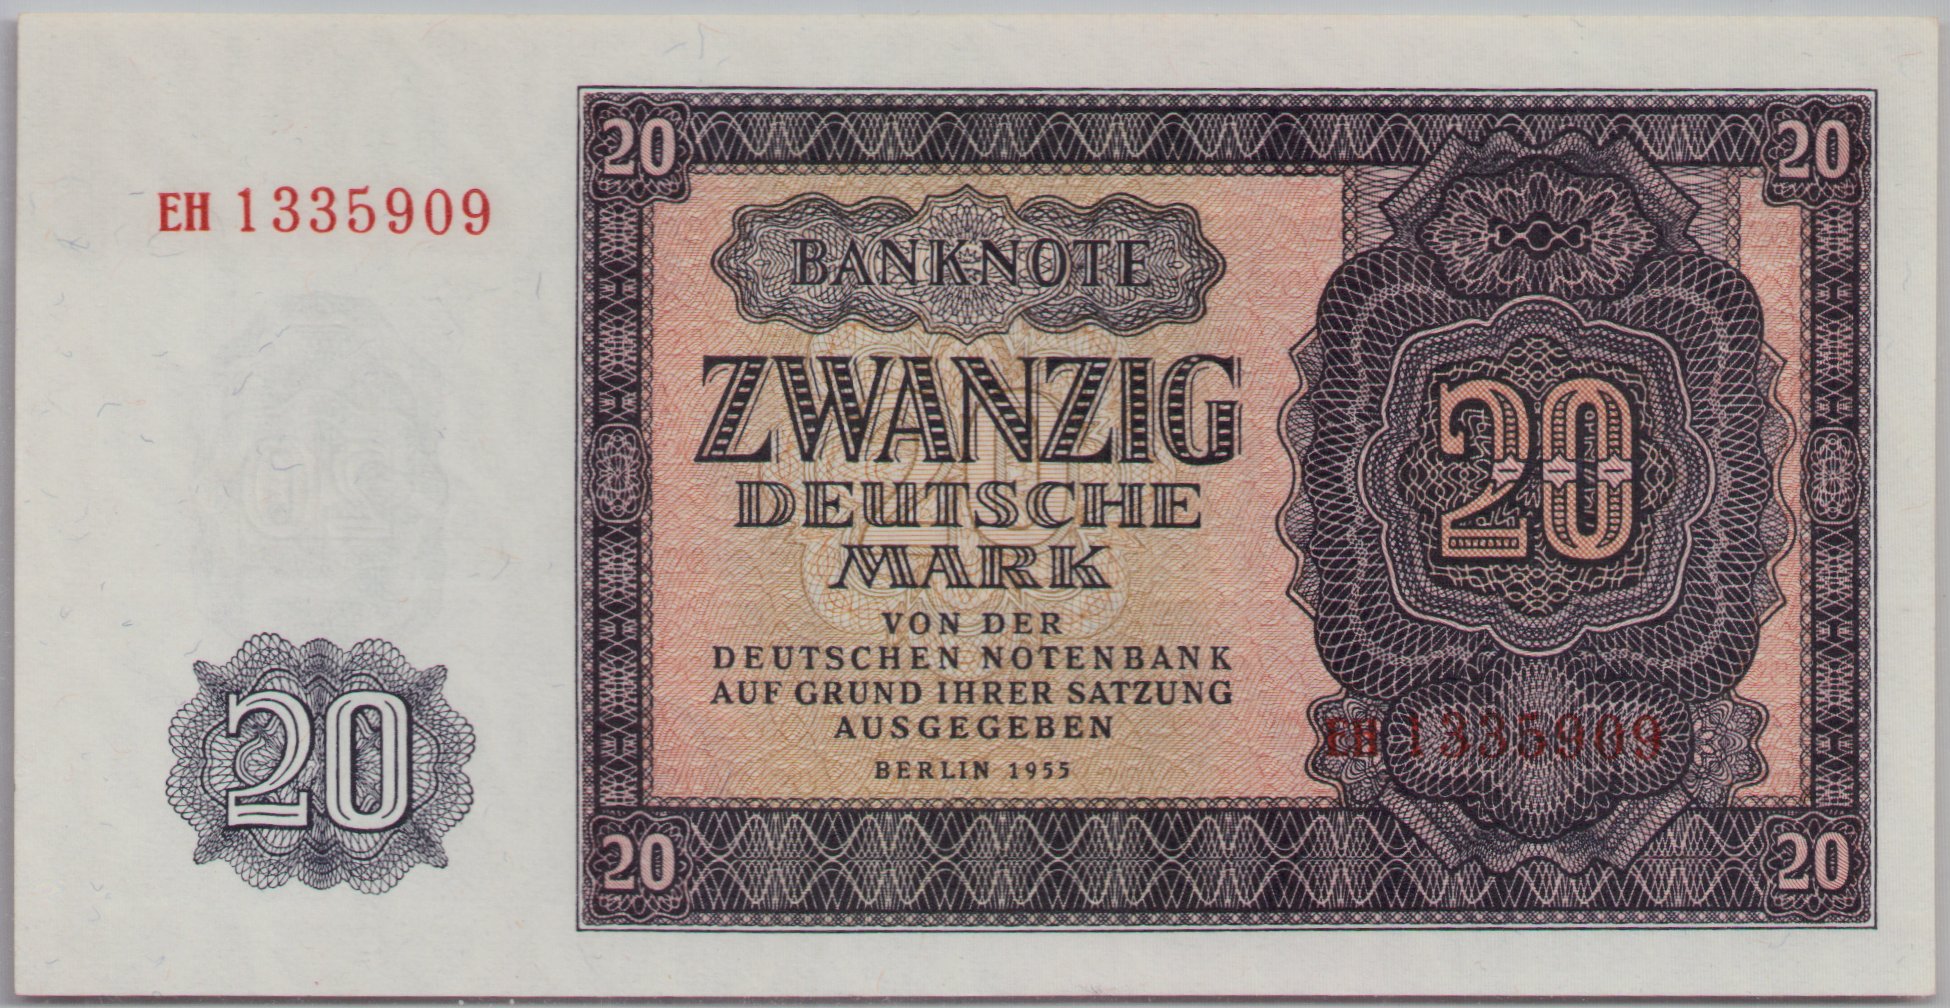 20
20
EH 1335909
BANKNOTE
ZWANZIG
DEUTSCHE
MARK
20
VON DER
DEUTSCHEN NOTENBANK
AUF GRUND IHRER SATZUNG
AUSGEGEBEN
EH 1335909
BERLIN 1955
20
20
20